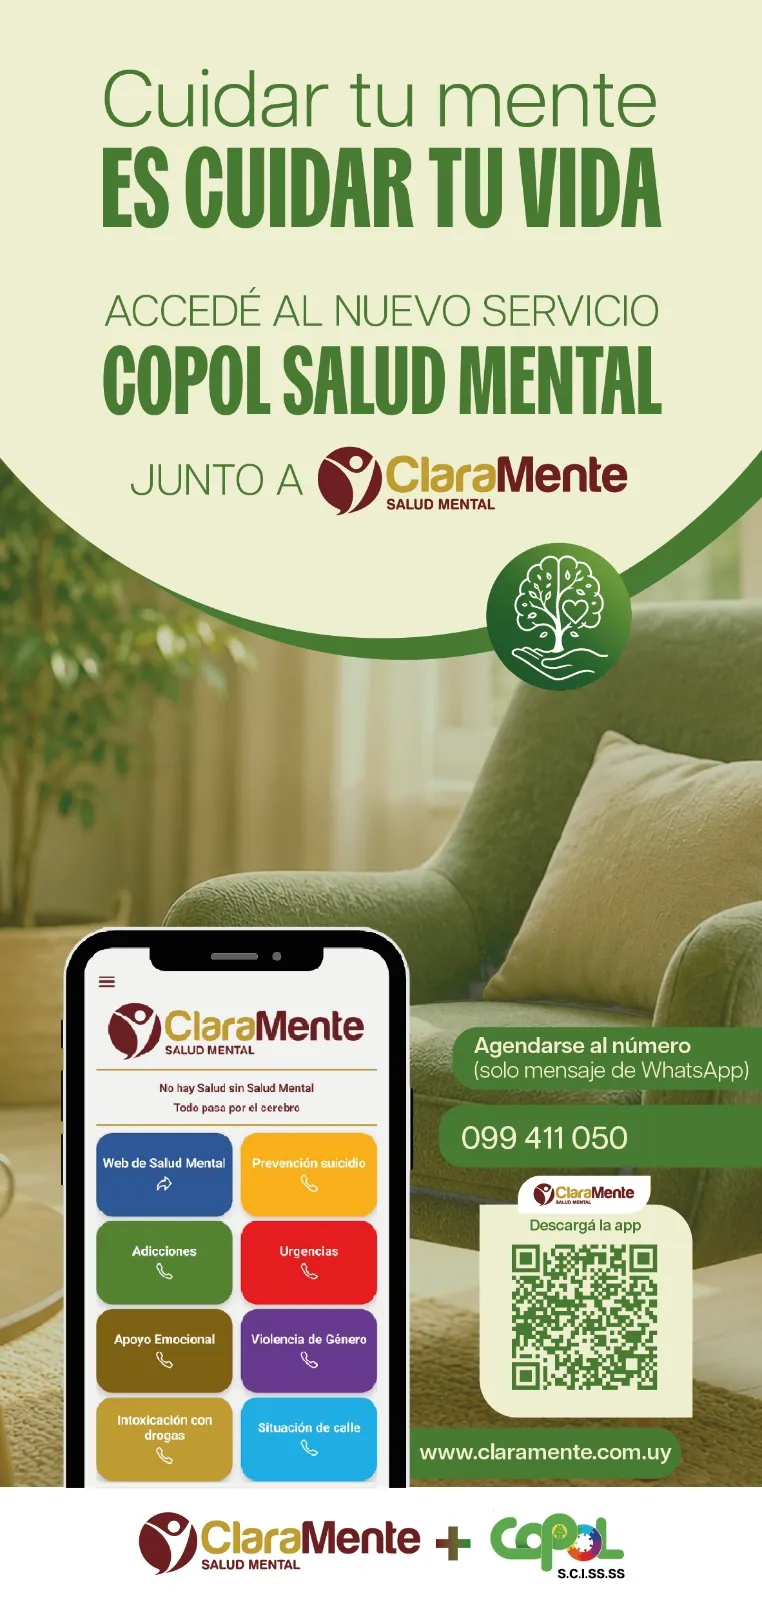 Cuidar tu mente
ES CUIDAR TU VIDA
ACCEDÉ AL NUEVO SERVICIO
COPOL SALUD MENTAL
JUNTO A ClaraMente
SALUD MENTAL
ClaraMente
SALUD MENTAL
No hay Salud sin Salud Mental
Todo pasa por el cerebro
Web de Salud Mental
Prevención suicidio
Adicciones
Urgencias
Apoyo Emocional
Violencia de Género
Intoxicación con
drogas
Situación de calle
Agendarse al número
(solo mensaje de WhatsApp)
099 411 050
ClaraMente
SALUD MENTAL
Descargá la app
www.claramente.com.uy
ClaraMente + COPOL
SALUD MENTAL
S.C.I.SS.SS